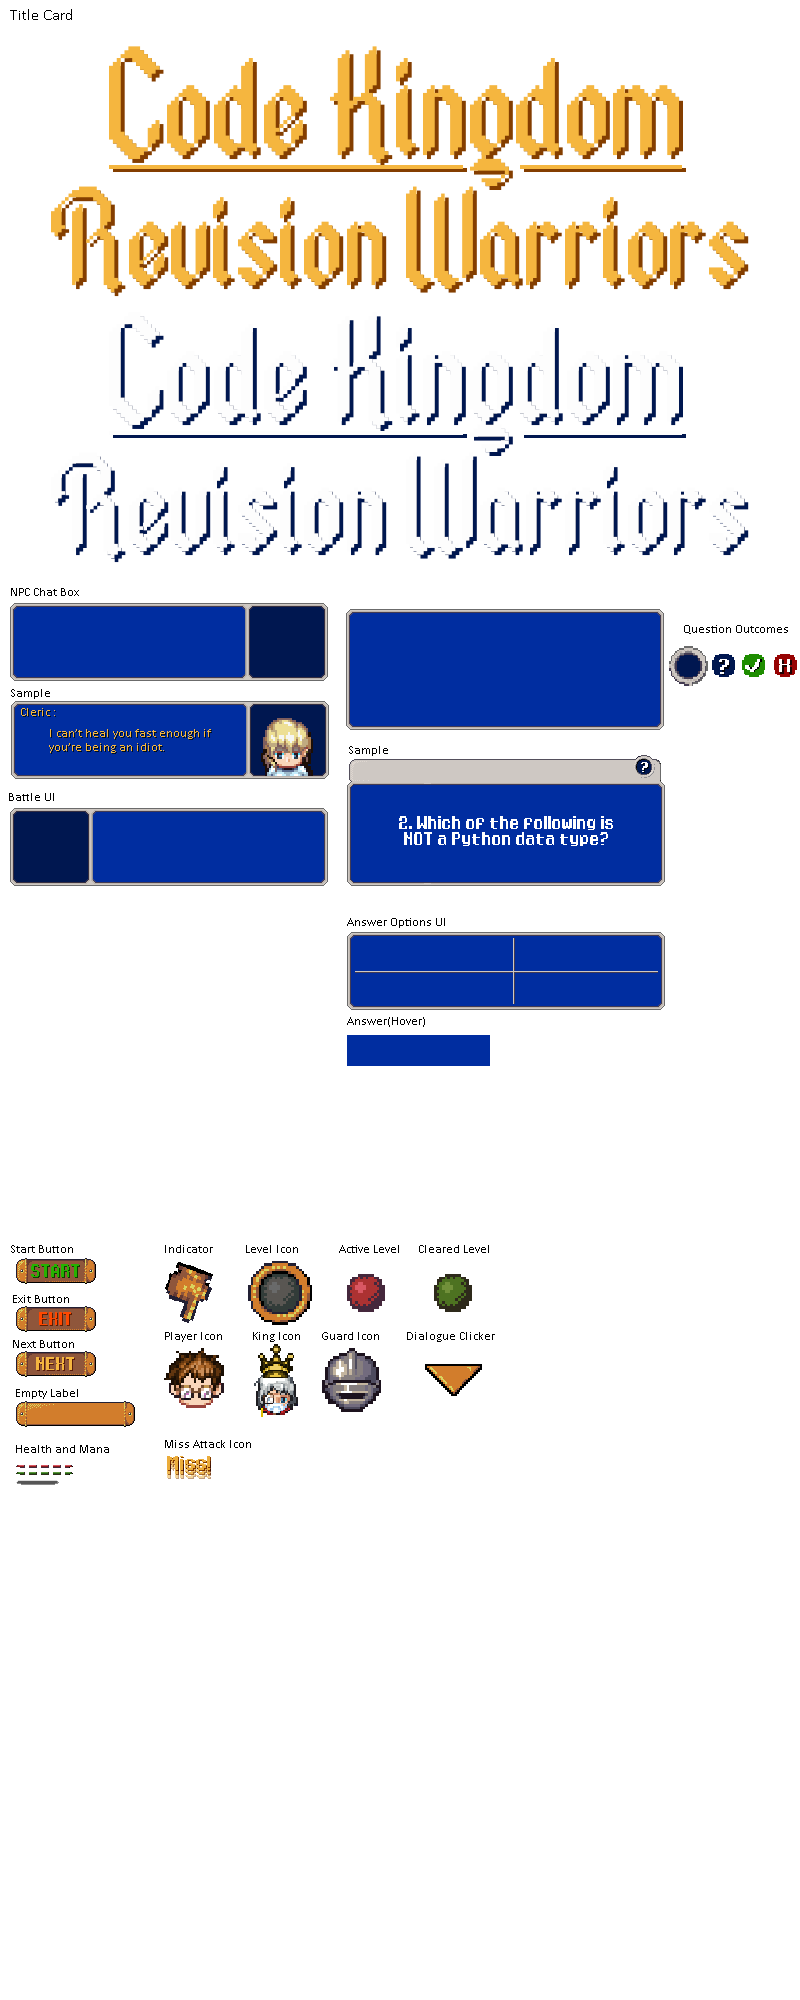 Title Card
Code Kingdom
Revision Warriors
Code Kingdom
Revision Warriors
NPC Chat Box
Question Outcomes
?
H
Sample
Cleric :
I can't heal you fast enough if
you're being an idiot.
Sample
?
2. Which of the following is
NOT a Python data type?
Battle UI
Answer Options UI
Answer(Hover)
Start Button
START
Exit Button
EXIT
Next Button
NEXT
Empty Label
Health and Mana
Indicator
Level Icon
Active Level
Cleared Level
Player Icon
King Icon
Guard Icon
Dialogue Clicker
Miss Attack Icon
Miss!